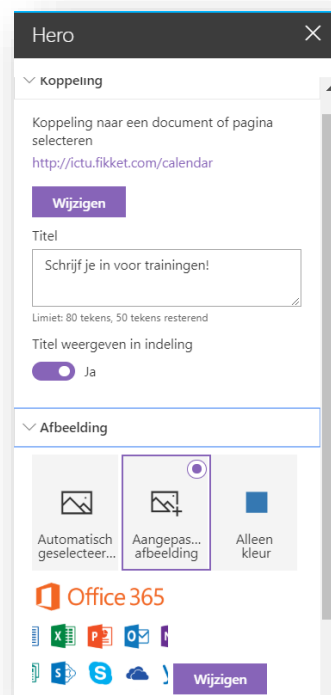 Hero
Koppeling
Koppeling naar een document of pagina
selecteren
http://ictu.fikket.com/calendar
Wijzigen
Titel
Schrijf je in voor trainingen!
Limiet: 80 tekens, 50 tekens resterend
Titel weergeven in indeling
Ja
Afbeelding
Automatisch
geselecteer...
Aangepas...
afbeelding
Alleen
kleur
Office 365
Wijzigen